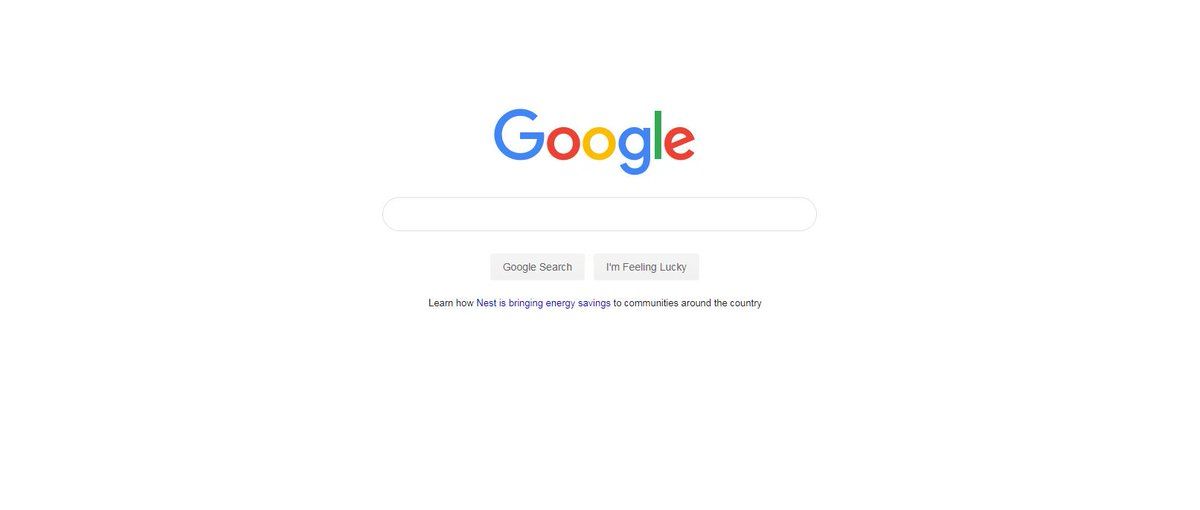 Google
Google Search
I'm Feeling Lucky
Learn how Nest is bringing energy savings to communities around the country